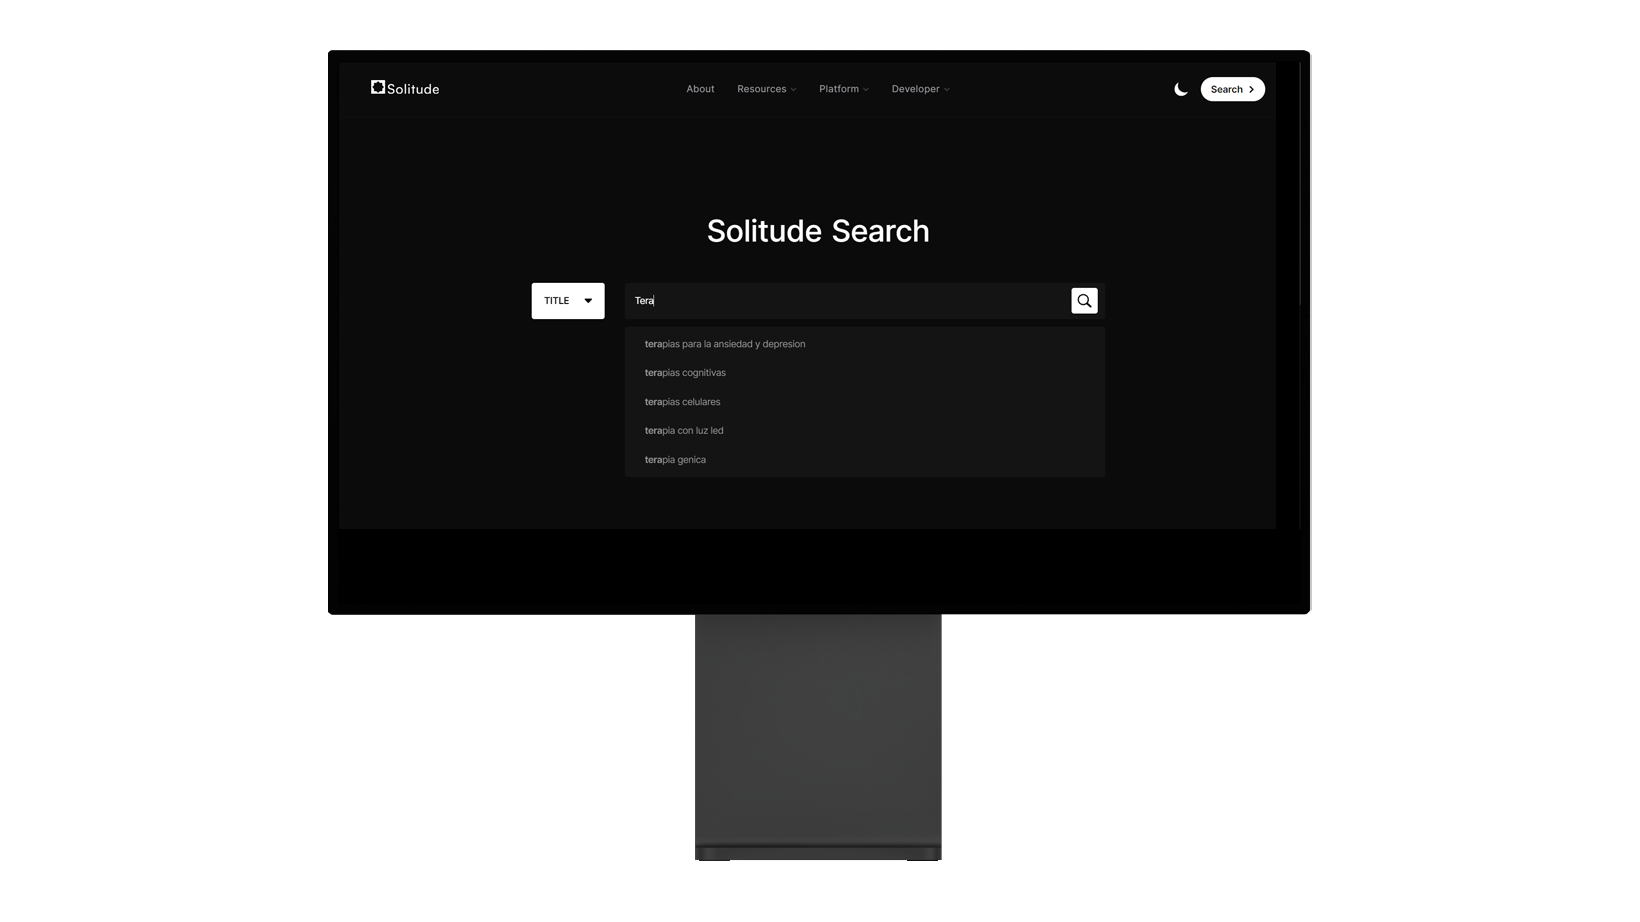 Solitude
About Resources Platform Developer Search
Solitude Search
TITLE Tera
terapias para la ansiedad y depresion
terapias cognitivas
terapias celulares
terapia con luz led
terapia genica